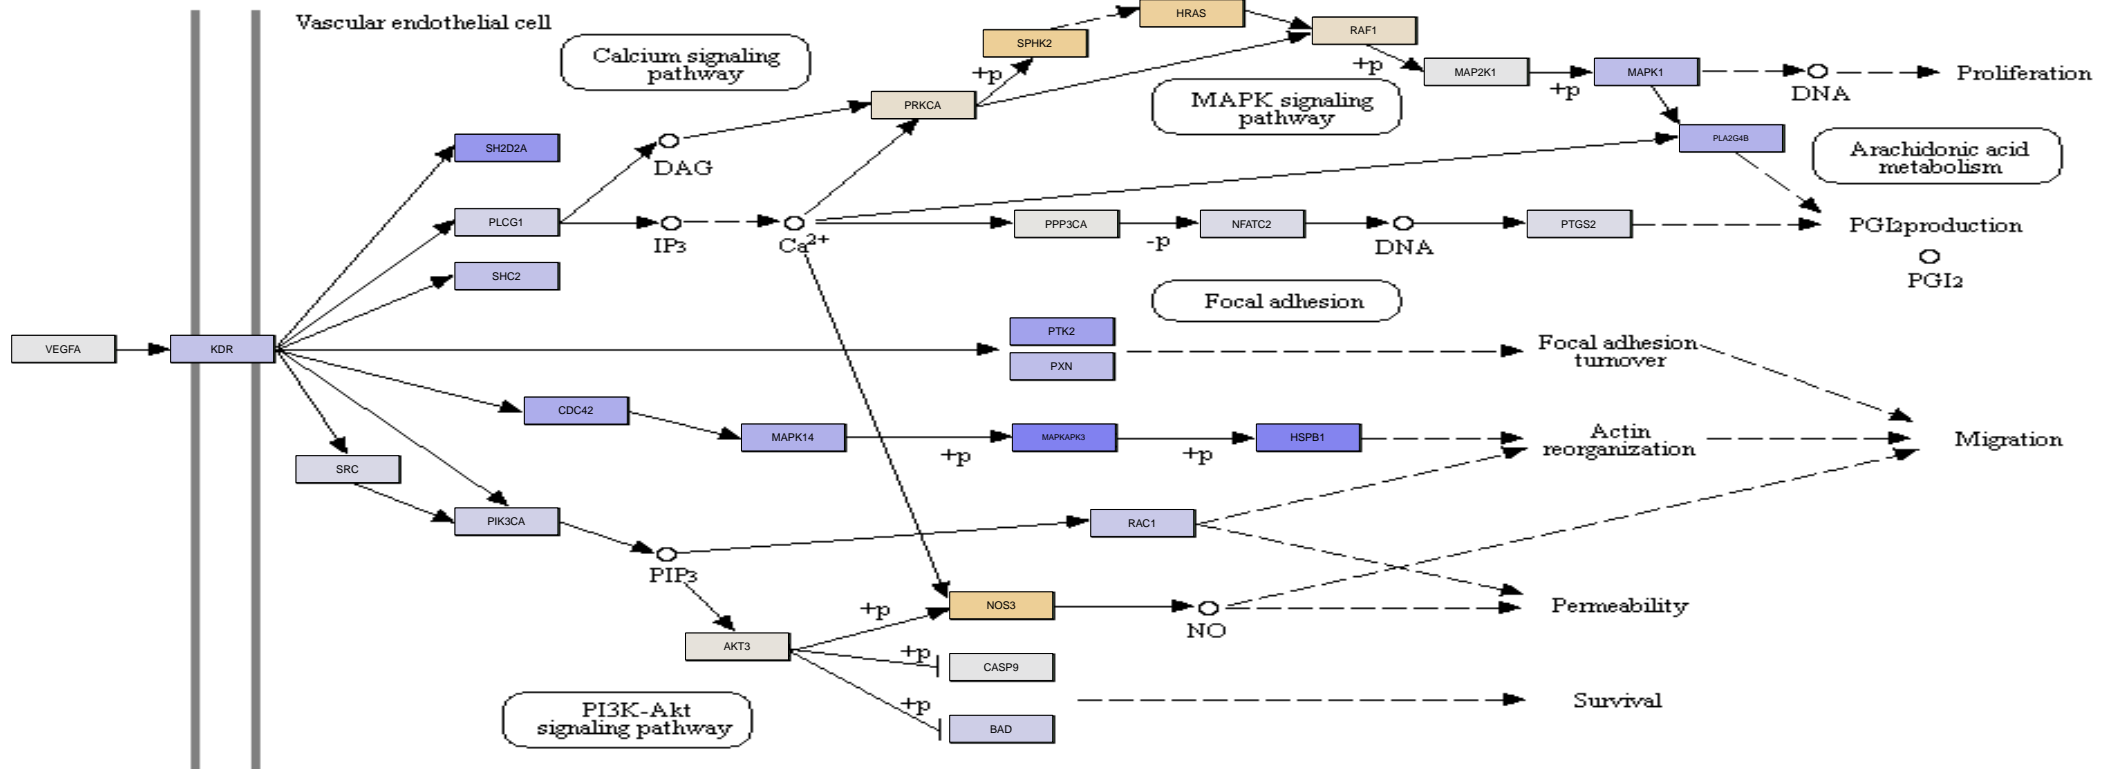 Vascular endothelial cell
HRAS
SPHK2
RAF1
Calcium signaling
pathway
+p
+p
MAP2K1
MAPK1
+p
DNA
Proliferation
PRKCA
MAPK signaling
pathway
PLA2G4B
Arachidonic acid
metabolism
SH2D2A
DAG
PLCG1
IP3
Ca2+
PPP3CA
-p
NFATC2
DNA
PTGS2
PGI2production
PGI2
SHC2
Focal adhesion
VEGFA
KDR
PTK2
PXN
Focal adhesion
turnover
CDC42
MAPK14
+p
MAPKAPK3
+p
HSPB1
Actin
reorganization
Migration
SRC
PIK3CA
RAC1
PIP3
+p
NOS3
NO
Permeability
AKT3
+p
CASP9
+p
BAD
Survival
PI3K-Akt
signaling pathway